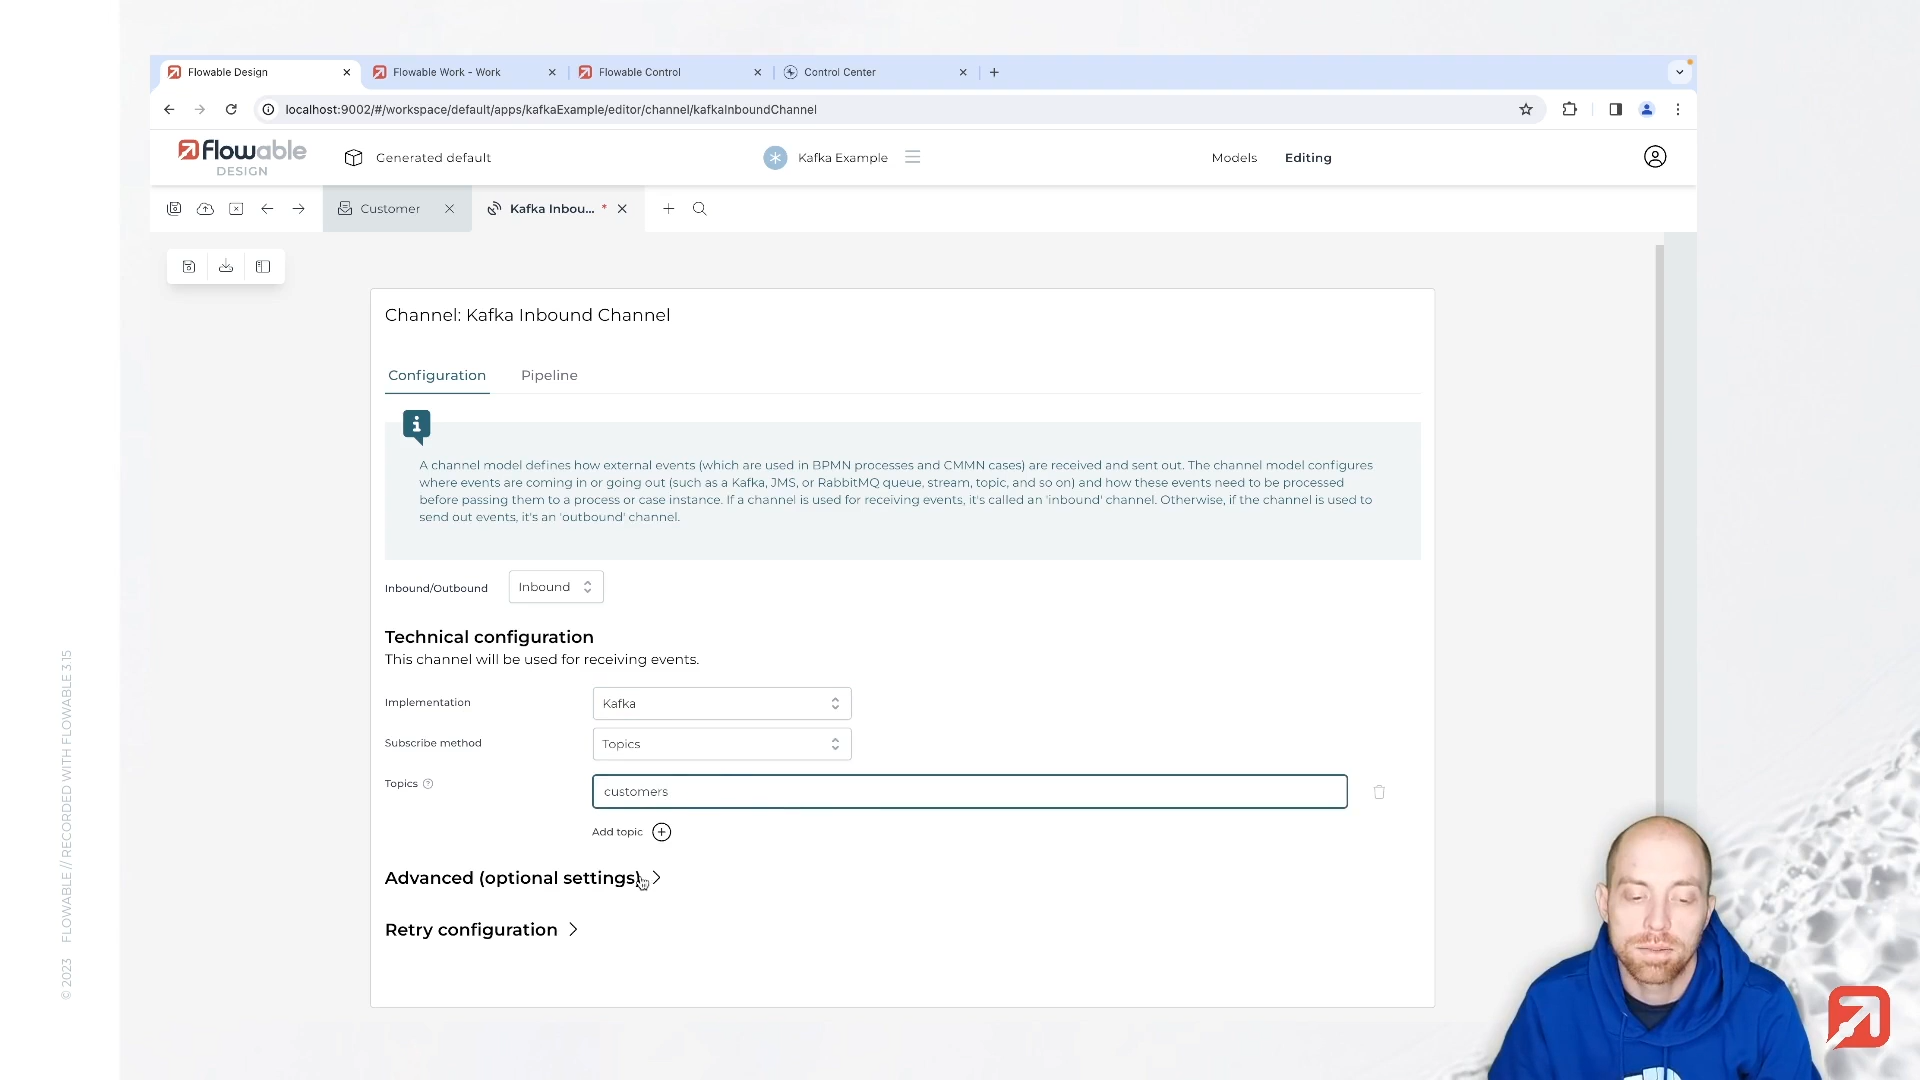 Flowable Design
Flowable Work - Work
Flowable Control
Control Center
localhost:9002/#/workspace/default/apps/kafkaExample/editor/channel/kafkaInboundChannel
Flowable
DESIGN
Generated default
Kafka Example
Models
Editing
Customer
Kafka Inbou... *
Channel: Kafka Inbound Channel
Configuration
Pipeline
A channel model defines how external events (which are used in BPMN processes and CMMN cases) are received and sent out. The channel model configures
where events are coming in or going out (such as a Kafka, JMS, or RabbitMQ queue, stream, topic, and so on) and how these events need to be processed
before passing them to a process or case instance. If a channel is used for receiving events, it's called an 'inbound' channel. Otherwise, if the channel is used to
send out events, it's an 'outbound' channel.
Inbound/Outbound
Inbound
Technical configuration
This channel will be used for receiving events.
Implementation
Kafka
Subscribe method
Topics
Topics
customers
Add topic
Advanced (optional settings)
Retry configuration
© 2023 FLOWABLE // RECORDED WITH FLOWABLE 3.15